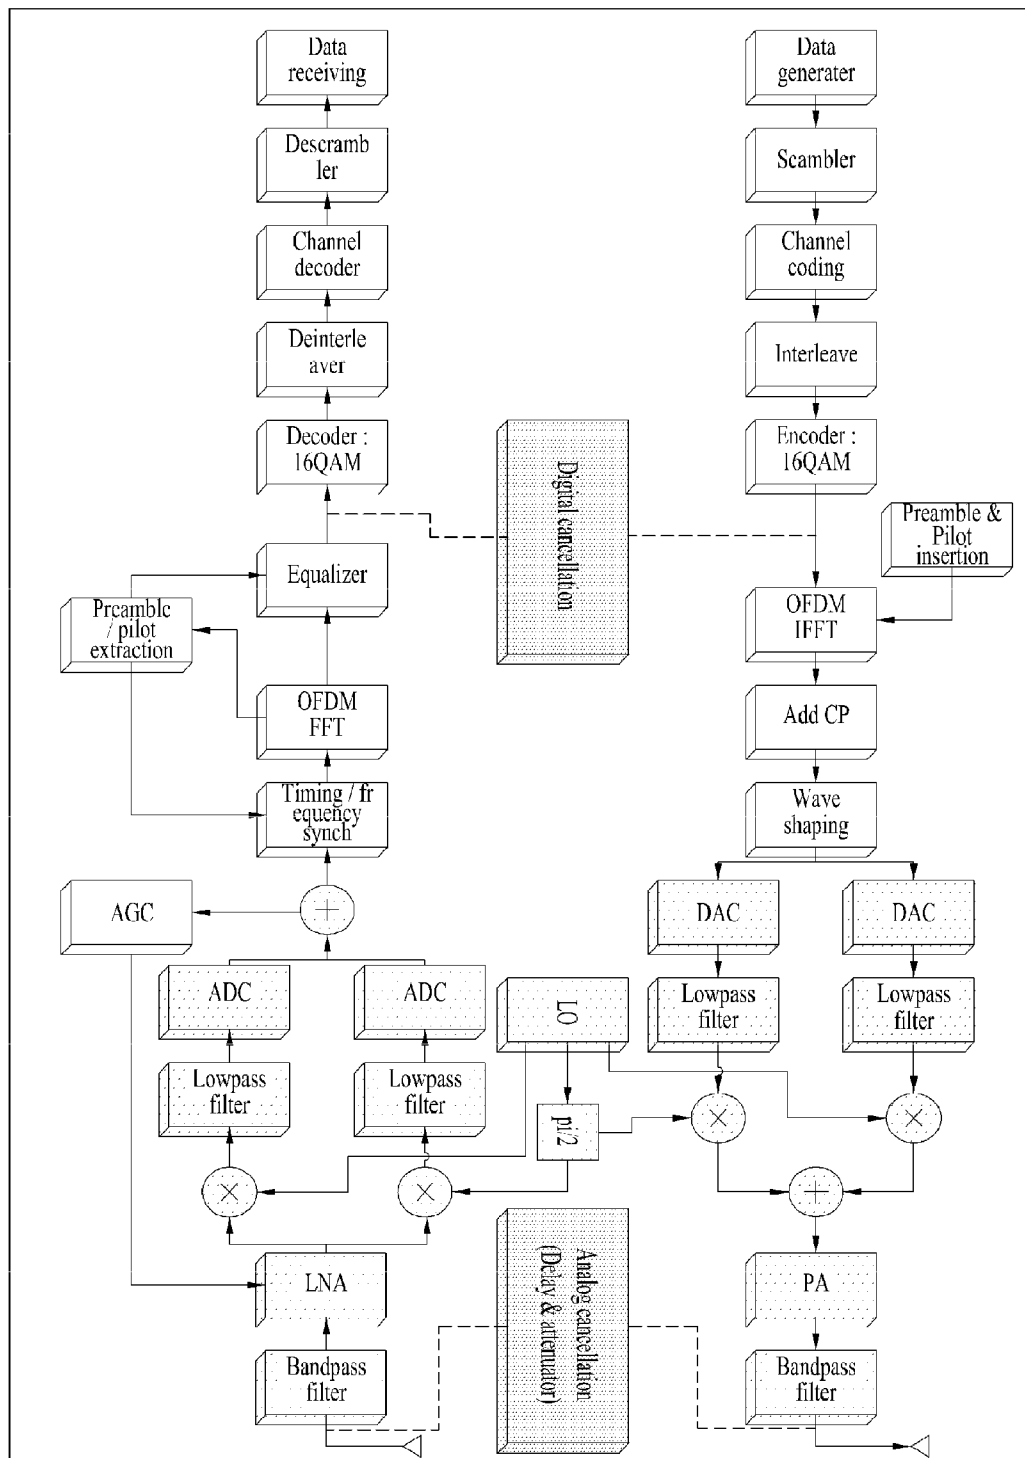 Data
receiving
Descramb
ler
Channel
decoder
Deinterle
aver
Decoder :
16QAM
Equalizer
Preamble
/ pilot
extraction
OFDM
FFT
Timing / fr
equency
synch
AGC
ADC
ADC
Lowpass
filter
Lowpass
filter
LNA
Bandpass
filter
Digital cancellation
LO
pi/2
Analog cancellation
(Delay & attenuator)
Data
generater
Scambler
Channel
coding
Interleave
Encoder :
16QAM
Preamble &
Pilot
insertion
OFDM
IFFT
Add CP
Wave
shaping
DAC
DAC
Lowpass
filter
Lowpass
filter
PA
Bandpass
filter